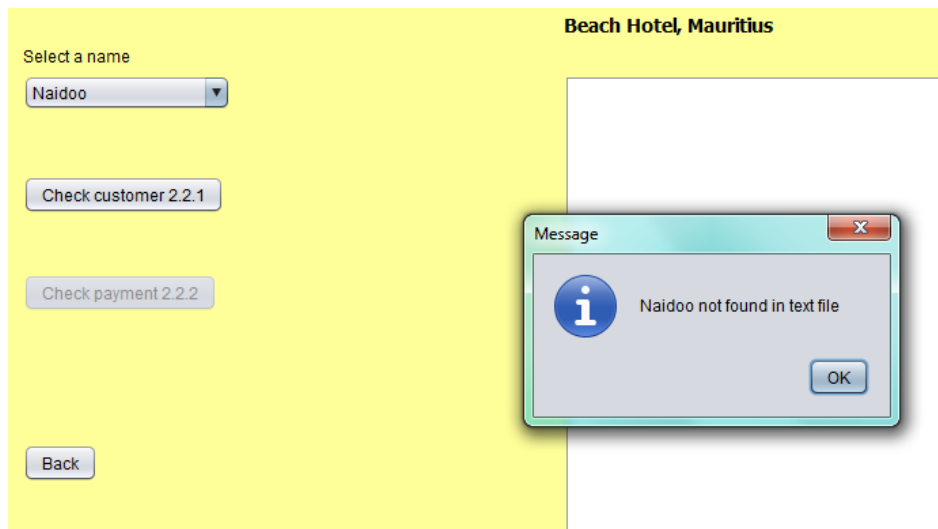 Beach Hotel, Mauritius
Select a name
Naidoo
Check customer 2.2.1
Message
Naidoo not found in text file
Check payment 2.2.2
OK
Back